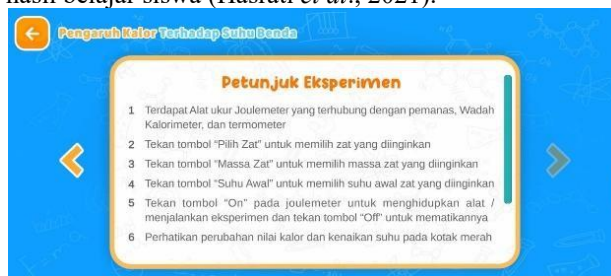 hasil belajar siswa (Hasrati et al., 2021).
Pengaruh Kalor Terhadap Suhu Benda
Petunjuk Eksperimen
1 Terdapat Alat ukur Joulemeter yang terhubung dengan pemanas, Wadah
Kalorimeter, dan termometer
2 Tekan tombol "Pilih Zat" untuk memilih zat yang diinginkan
3 Tekan tombol "Massa Zat" untuk memilih massa zat yang diinginkan
4 Tekan tombol "Suhu Awal" untuk memilih suhu awal zat yang diinginkan
5 Tekan tombol "On" pada joulemeter untuk menghidupkan alat /
menjalankan eksperimen dan tekan tombol "Off" untuk mematikannya
6 Perhatikan perubahan nilai kalor dan kenaikan suhu pada kotak merah